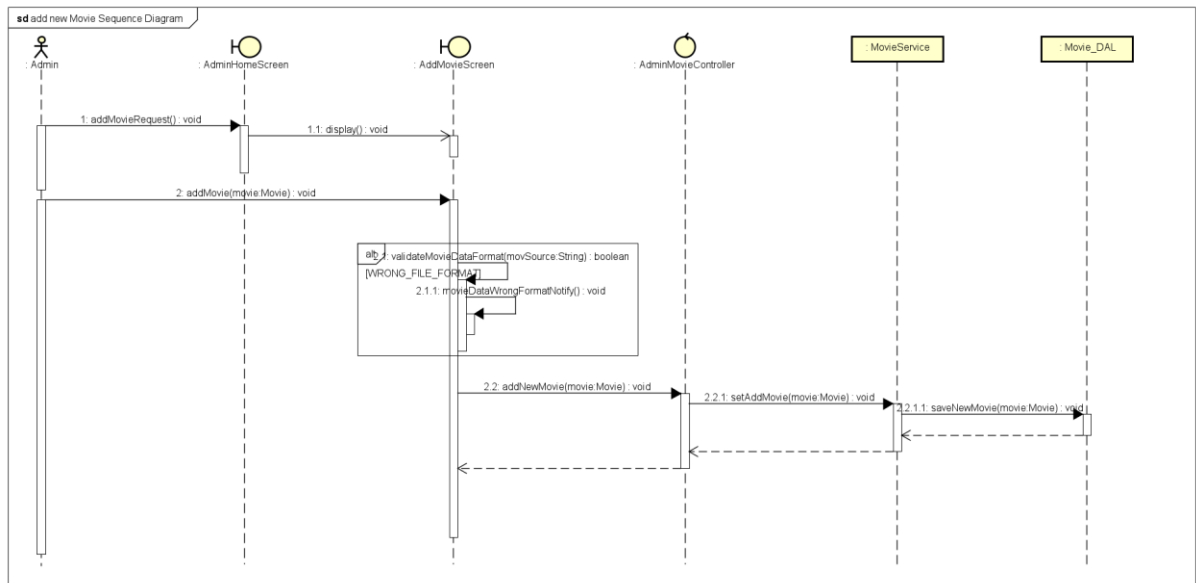 sd add new Movie Sequence Diagram
: Admin
: AdminHomeScreen
: AddMovieScreen
: AdminMovieController
: MovieService
: Movie_DAL
1: addMovieRequest() : void
1.1: display() : void
2: addMovie(movie:Movie) : void
alt
2.1: validateMovieDataFormat(movSource:String) : boolean
[WRONG_FILE_FORMAT]
2.1.1: movieDataWrongFormatNotify() : void
2.2: addNewMovie(movie:Movie) : void
2.2.1: setAddMovie(movie:Movie) : void
2.2.1.1: saveNewMovie(movie:Movie) : void